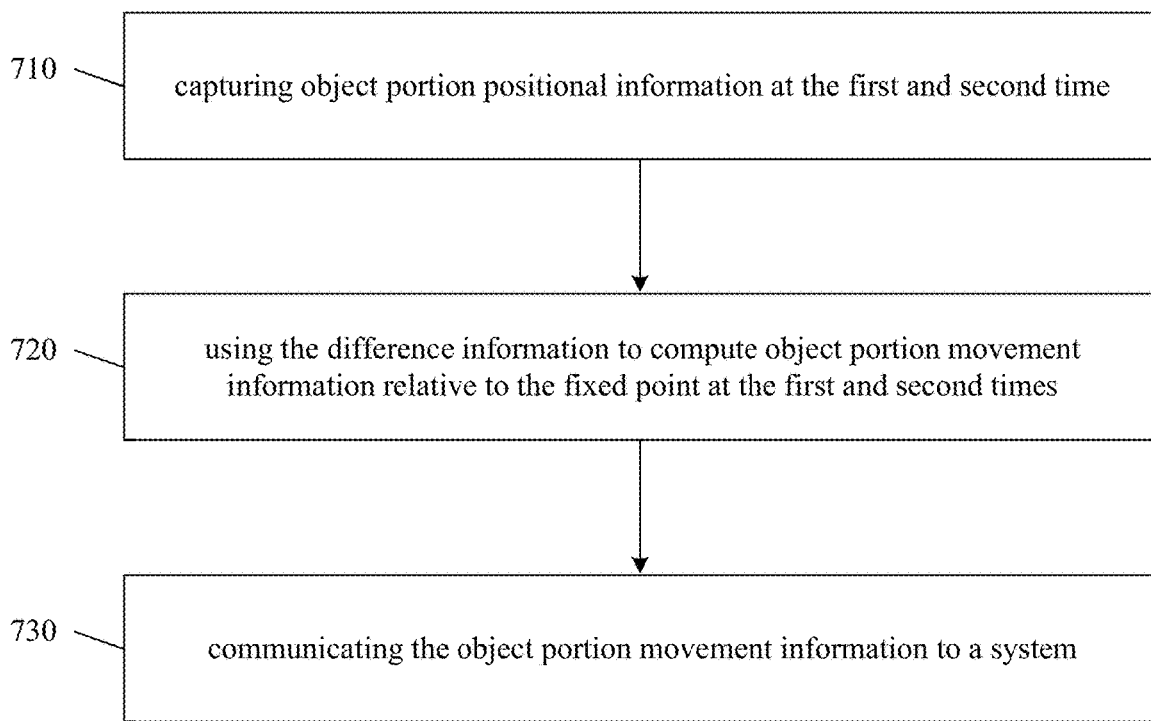 710
capturing object portion positional information at the first and second time
720
using the difference information to compute object portion movement
information relative to the fixed point at the first and second times
730
communicating the object portion movement information to a system